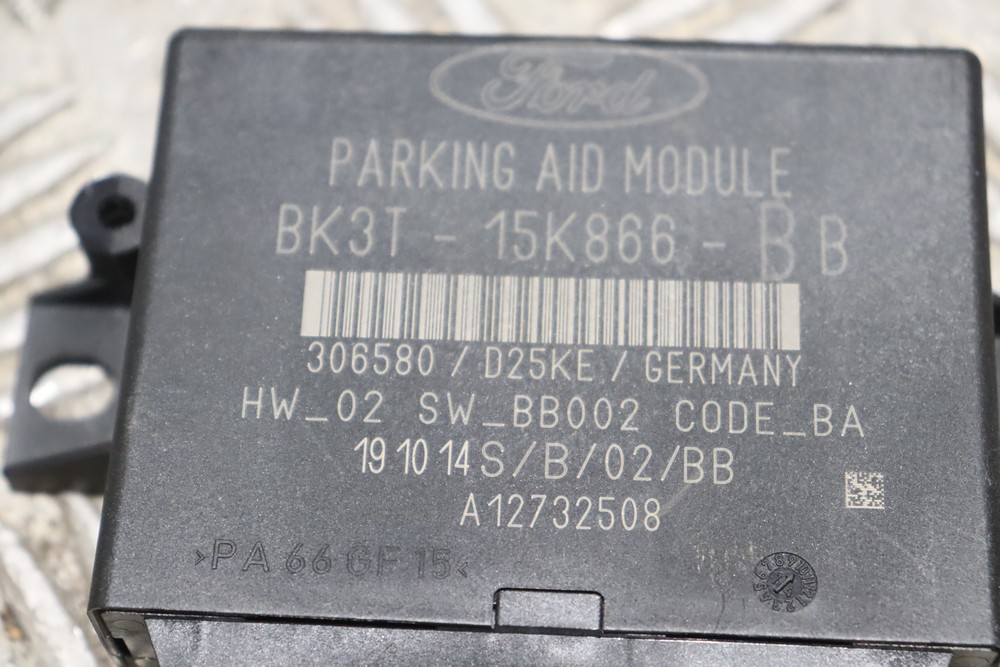 Ford
PARKING AID MODULE
BK3T - 15K866 - B B
306580 / D25KE / GERMANY
HW_02 SW_BB002 CODE_BA
19 10 14 S/B/02/BB
A12732508
>PA 66 GF 15<